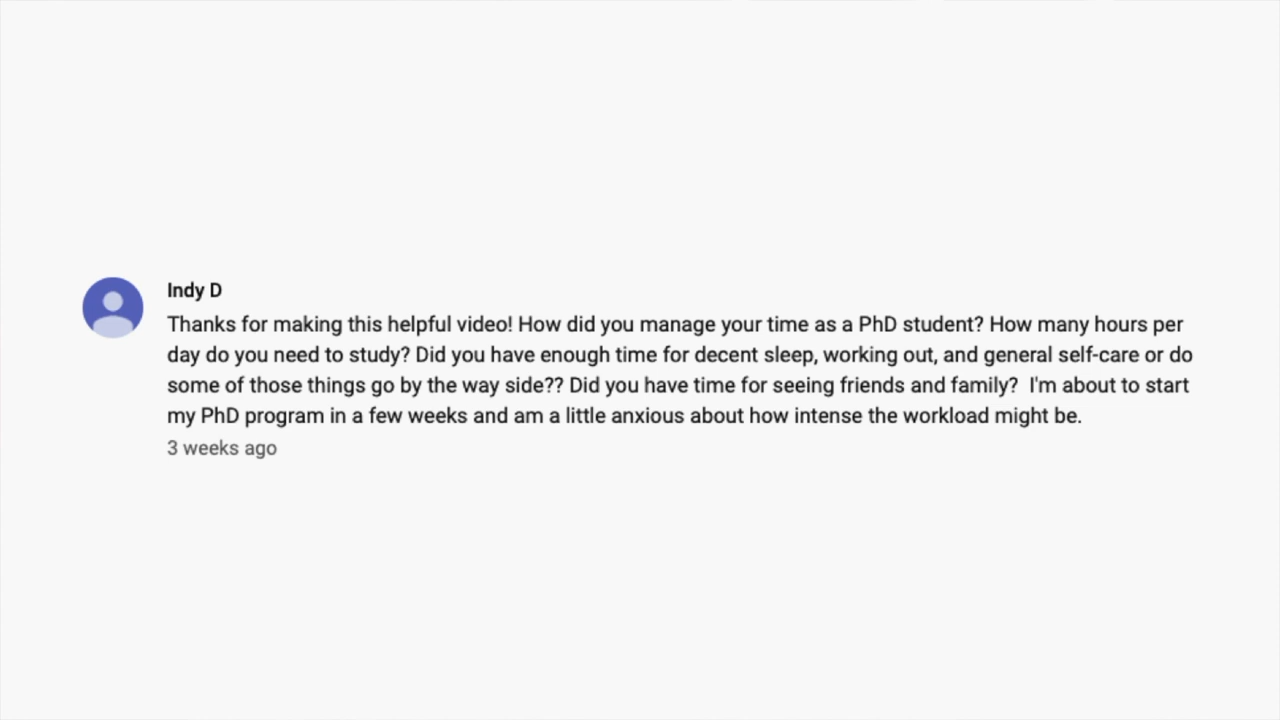 Indy D
Thanks for making this helpful video! How did you manage your time as a PhD student? How many hours per
day do you need to study? Did you have enough time for decent sleep, working out, and general self-care or do
some of those things go by the way side?? Did you have time for seeing friends and family?  I'm about to start
my PhD program in a few weeks and am a little anxious about how intense the workload might be.
3 weeks ago